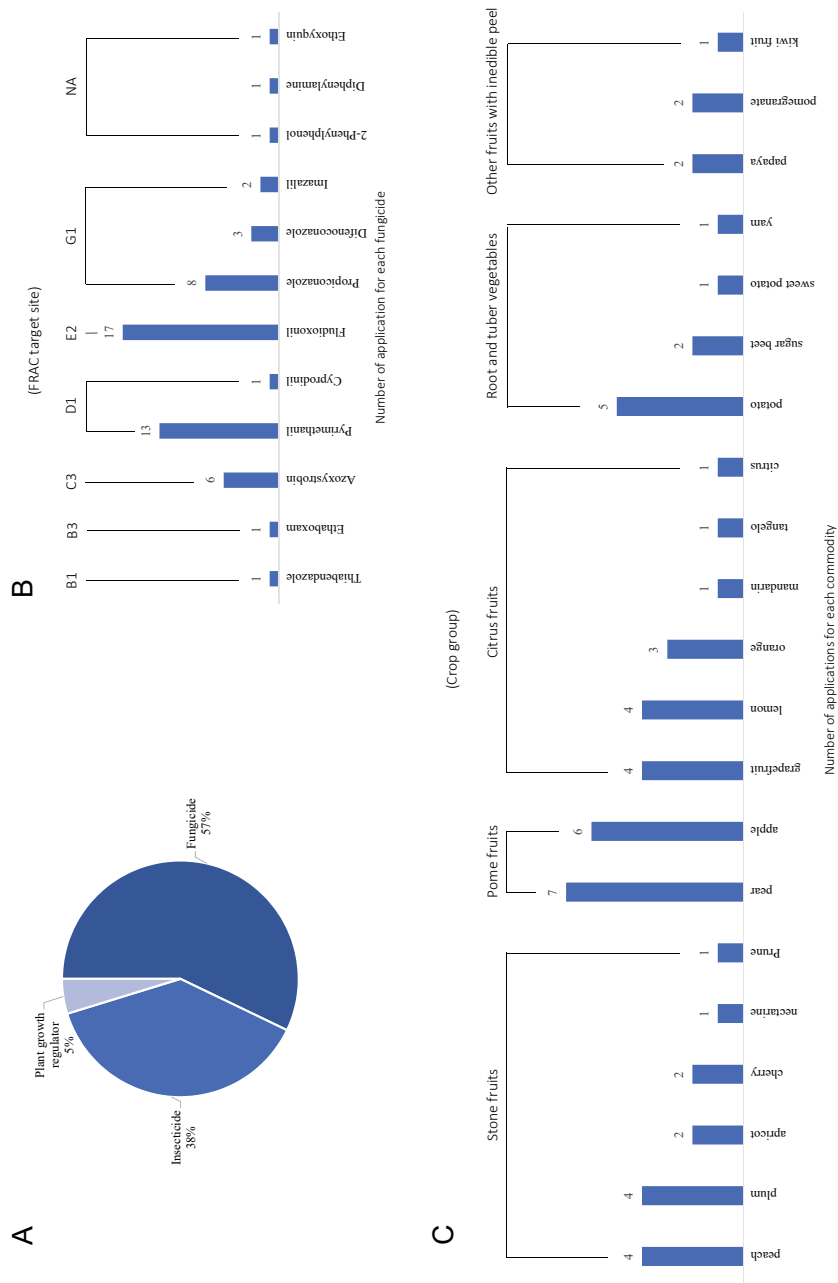 A
Plant growth
regulator
5%
Insecticide
38%
Fungicide
57%
B
(FRAC target site)
B1
B3
C3
D1
E2
G1
NA
1
1
6
13
1
17
8
3
2
1
1
1
Thiabendazole
Ethaboxam
Azoxystrobin
Pyrimethanil
Cyprodinil
Fludioxonil
Propiconazole
Difenoconazole
Imazalil
2-Phenylphenol
Diphenylamine
Ethoxyquin
Number of application for each fungicide
C
(Crop group)
Stone fruits
Pome fruits
Citrus fruits
Root and tuber vegetables
Other fruits with inedible peel
4
4
2
2
1
1
7
6
4
4
3
1
1
1
5
2
1
1
2
2
1
peach
plum
apricot
cherry
nectarine
Prune
pear
apple
grapefruit
lemon
orange
mandarin
tangelo
citrus
potato
sugar beet
sweet potato
yam
papaya
pomegranate
kiwi fruit
Number of applications for each commodity